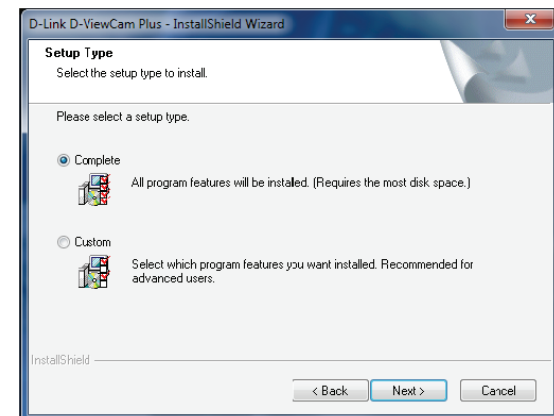 D-Link D-ViewCam Plus - InstallShield Wizard
Setup Type
Select the setup type to install.
Please select a setup type.
Complete
All program features will be installed. (Requires the most disk space.)
Custom
Select which program features you want installed. Recommended for
advanced users.
InstallShield
< Back
Next >
Cancel